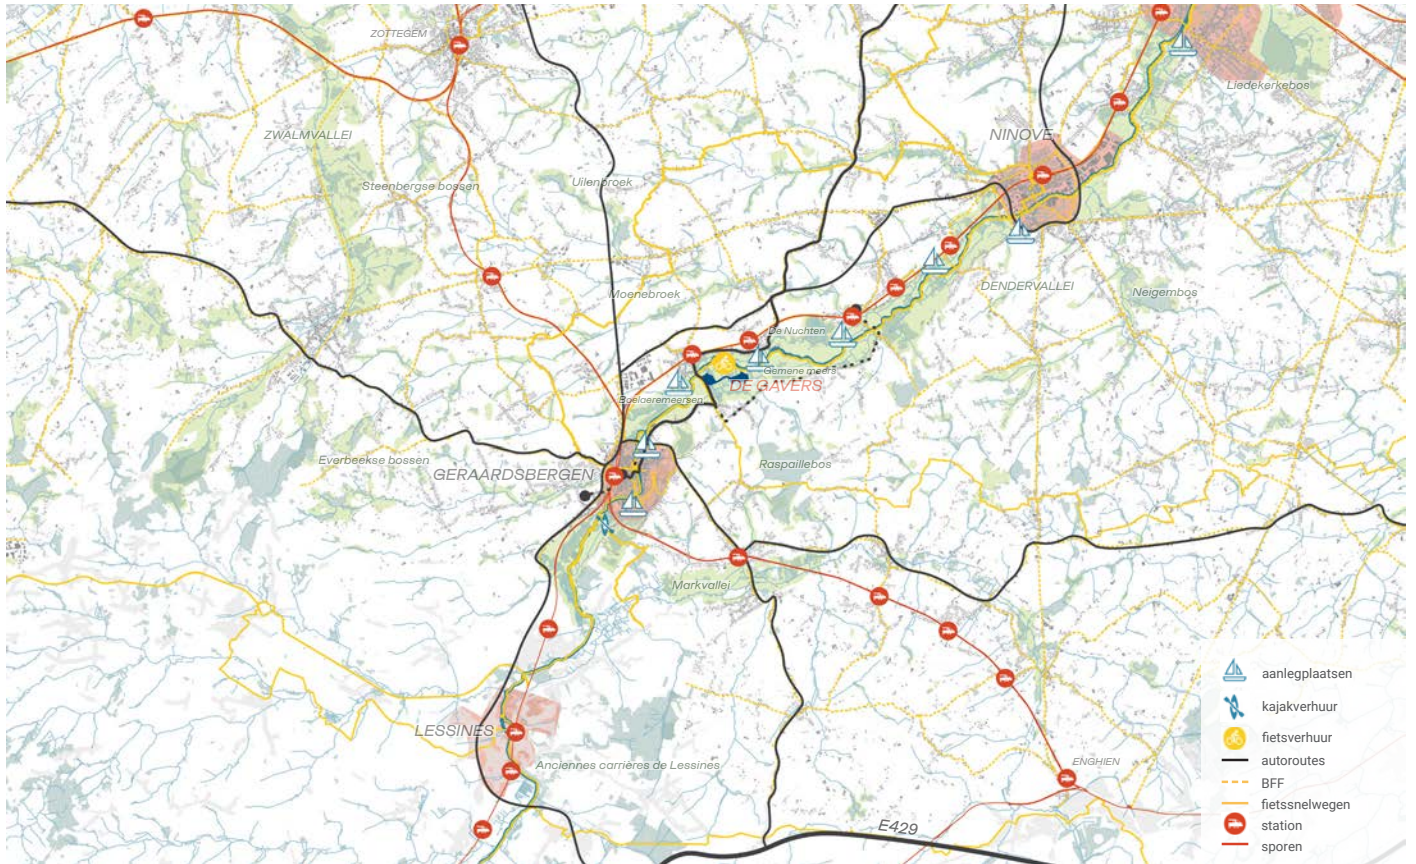 ZOTTEGEM
Liedekerkebos
ZWALMVALLEI
NINOVE
Steenbergse bossen
Uilenbroek
DENDERVALLEI
Neigembos
Moenebroek
De Nuchten
Gemene meers
DE GAVERS
Boelaremeersen
Everbeekse bossen
GERAARDSBERGEN
Raspaillebos
Markvallei
LESSINES
Anciennes carrières de Lessines
ENGHIEN
E429
aanlegplaatsen
kajakverhuur
fietsverhuur
autoroutes
BFF
fietssnelwegen
station
sporen